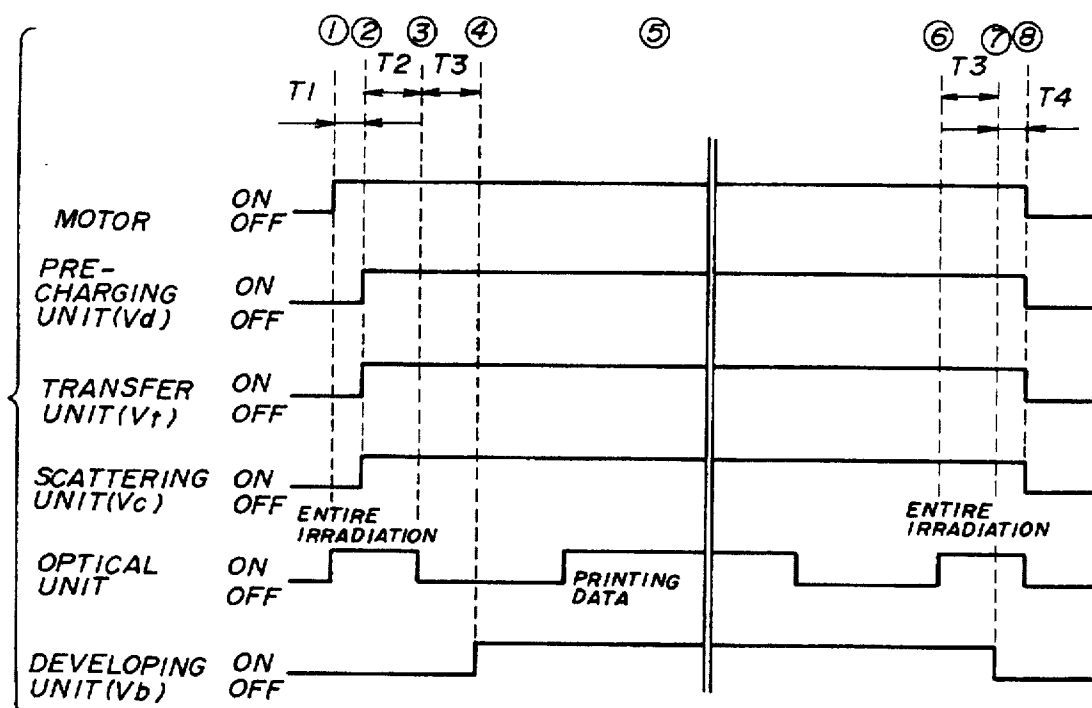 ① ② ③ ④ ⑤ ⑥ ⑦ ⑧
T1 T2 T3 T3 T4
MOTOR ON
OFF
PRE-
CHARGING ON
UNIT(Vd) OFF
TRANSFER ON
UNIT(Vt) OFF
SCATTERING ON
UNIT(Vc) OFF
ENTIRE
IRRADIATION
ENTIRE
IRRADIATION
OPTICAL ON
UNIT OFF
PRINTING
DATA
DEVELOPING ON
UNIT(Vb) OFF